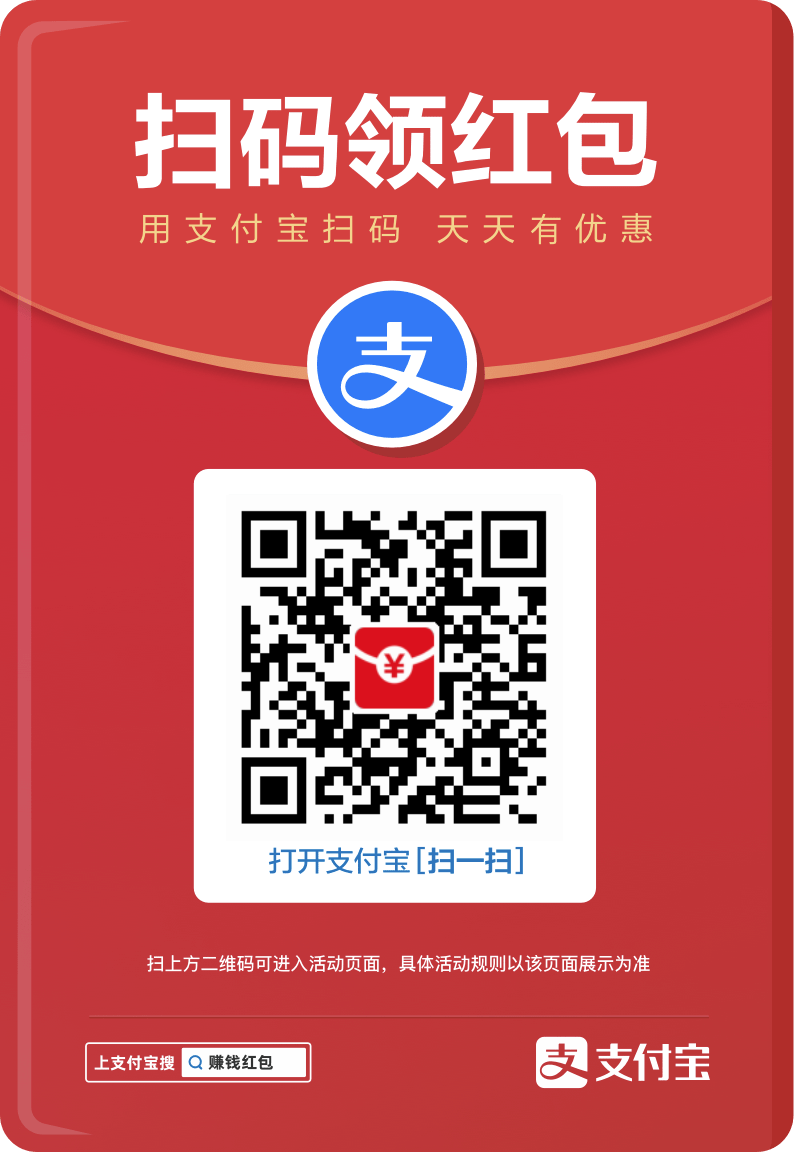 扫码领红包
用支付宝扫码 天天有优惠
支
¥
打开支付宝[扫一扫]
扫上方二维码可进入活动页面，具体活动规则以该页面展示为准
上支付宝搜 赚钱红包
支 支付宝